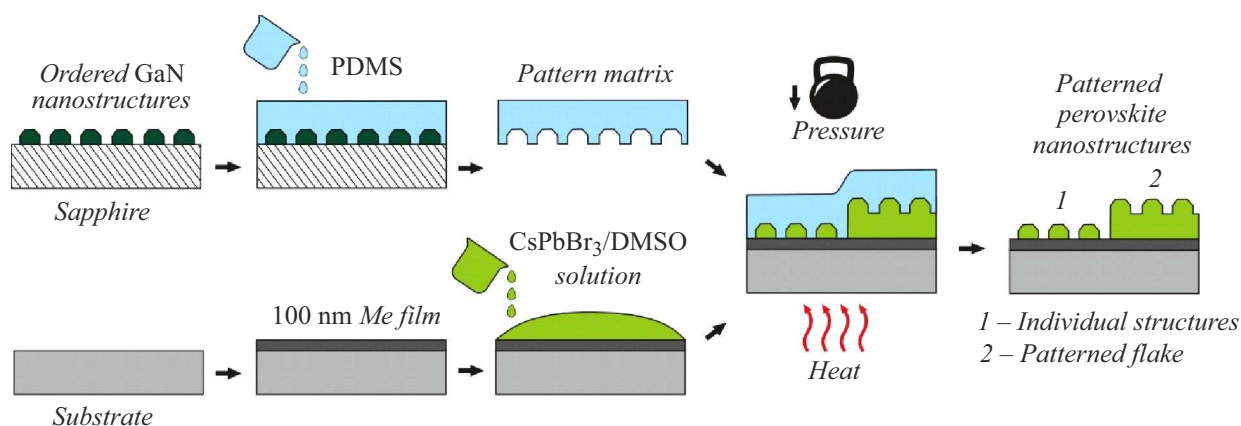 Ordered GaN
nanostructures
Sapphire
PDMS
Pattern matrix
Pressure
Patterned
perovskite
nanostructures
1
2
Substrate
100 nm Me film
CsPbBr₃/DMSO
solution
Heat
1 – Individual structures
2 – Patterned flake